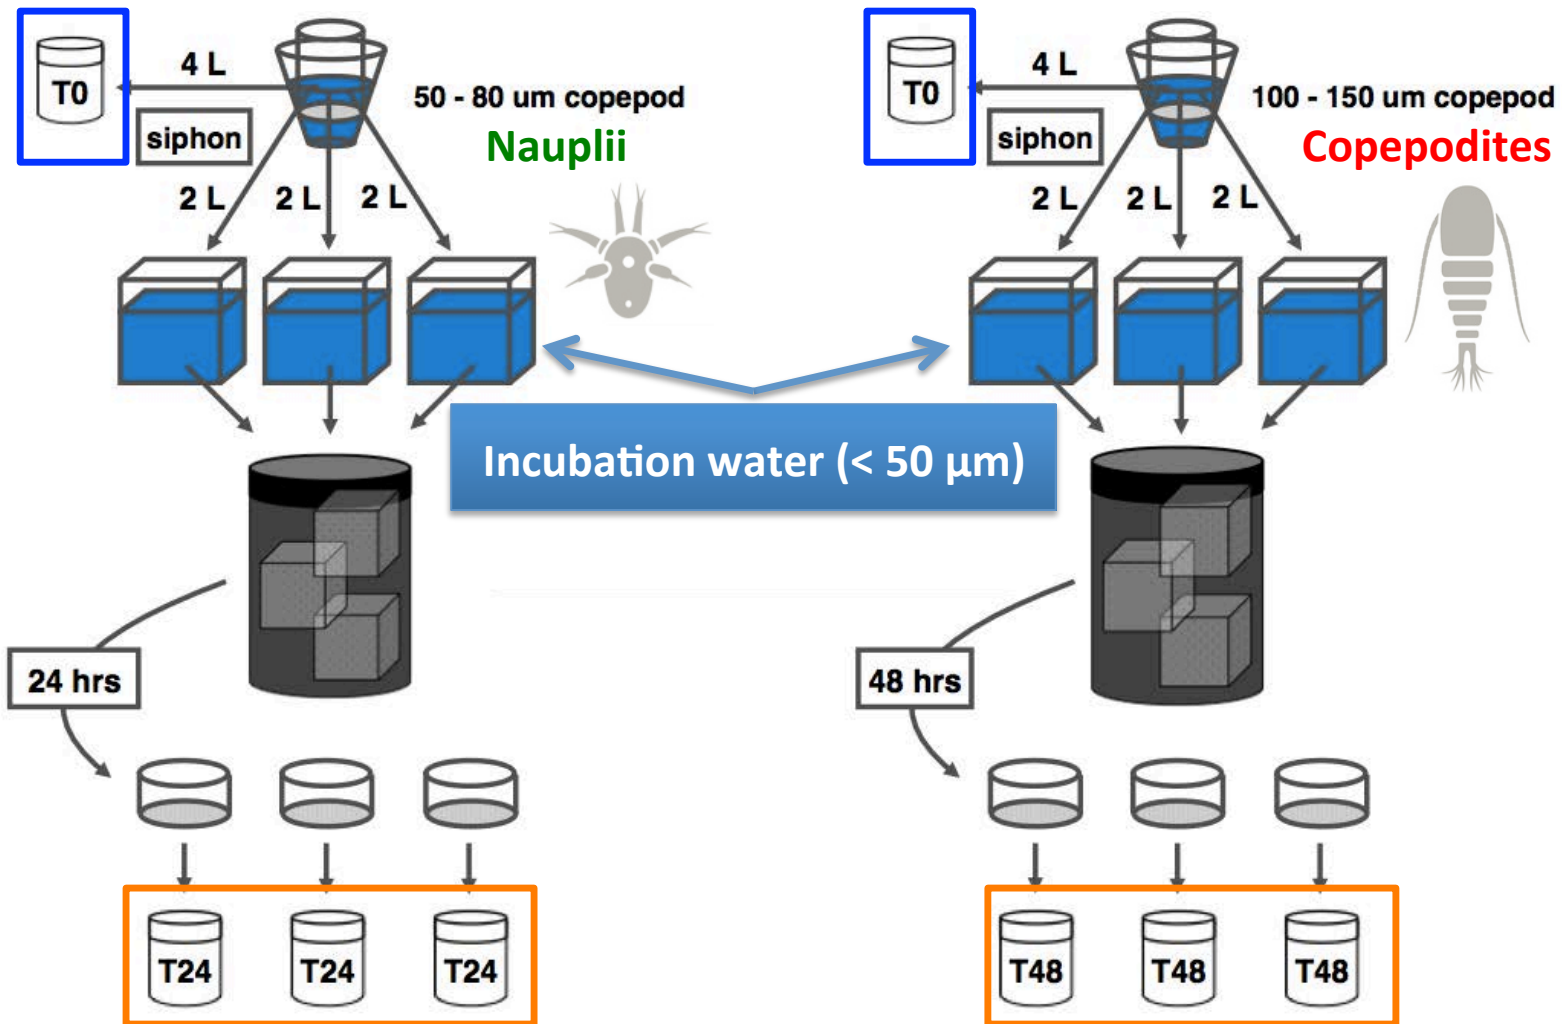 T0
4 L
siphon
50 - 80 um copepod
Nauplii
2 L
2 L
2 L
T0
4 L
siphon
100 - 150 um copepod
Copepodites
2 L
2 L
2 L
Incubation water (< 50 μm)
24 hrs
48 hrs
T24
T24
T24
T48
T48
T48